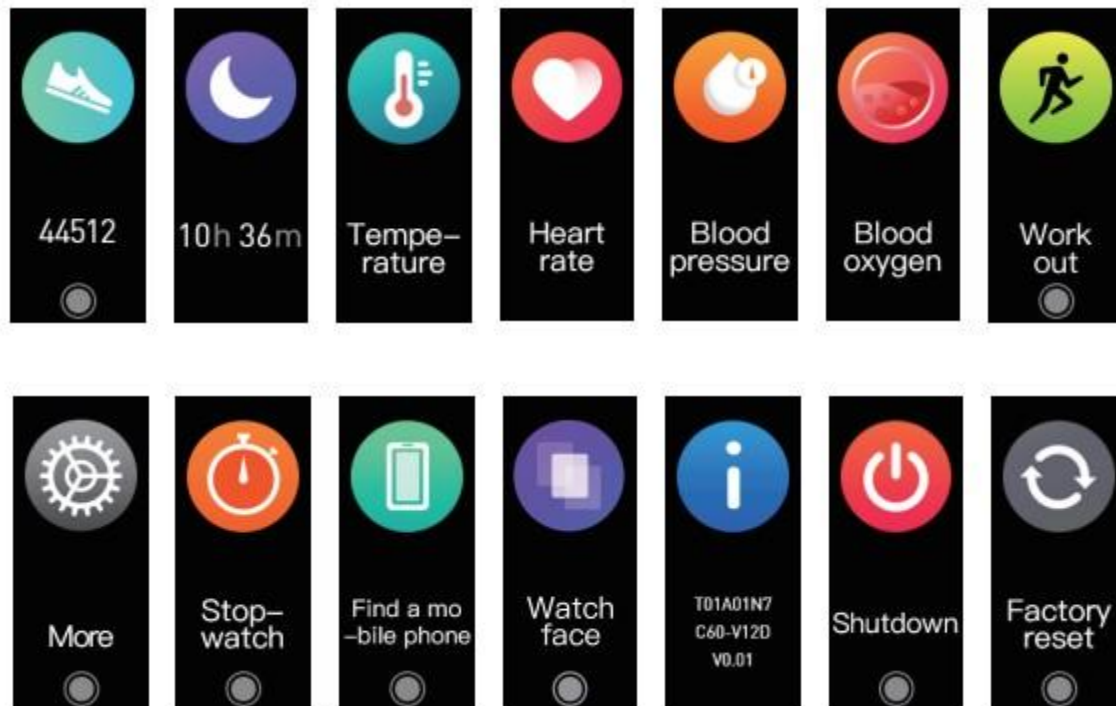 44512
10h 36m
Tempe–
rature
Heart
rate
Blood
pressure
Blood
oxygen
Work
out
More
Stop–
watch
Find a mo
–bile phone
Watch
face
T01A01N7
C60-V12D
V0.01
Shutdown
Factory
reset